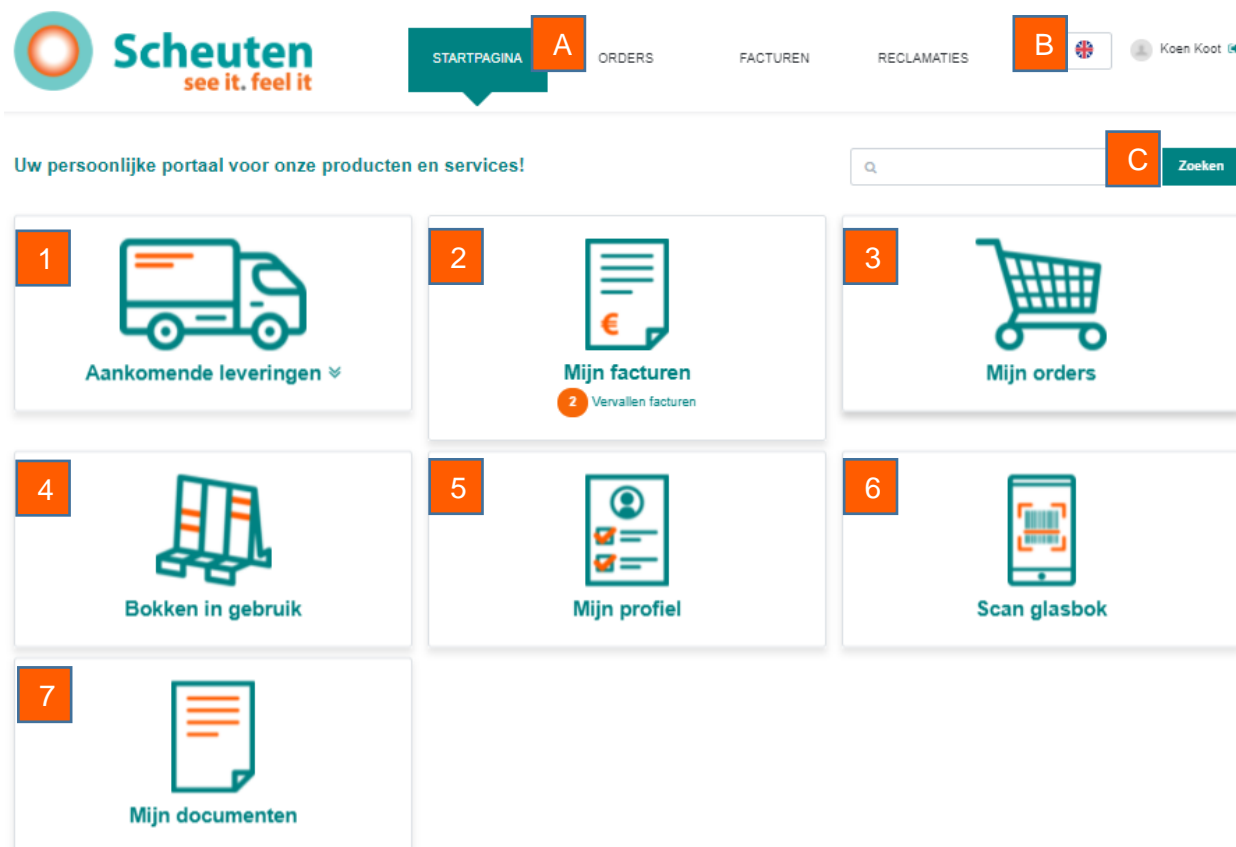 Scheuten
see it. feel it
STARTPAGINA A ORDERS FACTUREN RECLAMATIES B Koen Koot
Uw persoonlijke portaal voor onze producten en services!
C Zoeken
1
2
€
3
Aankomende leveringen
Mijn facturen
2 Vervallen facturen
Mijn orders
4
5
6
Bokken in gebruik
Mijn profiel
Scan glasbok
7
Mijn documenten